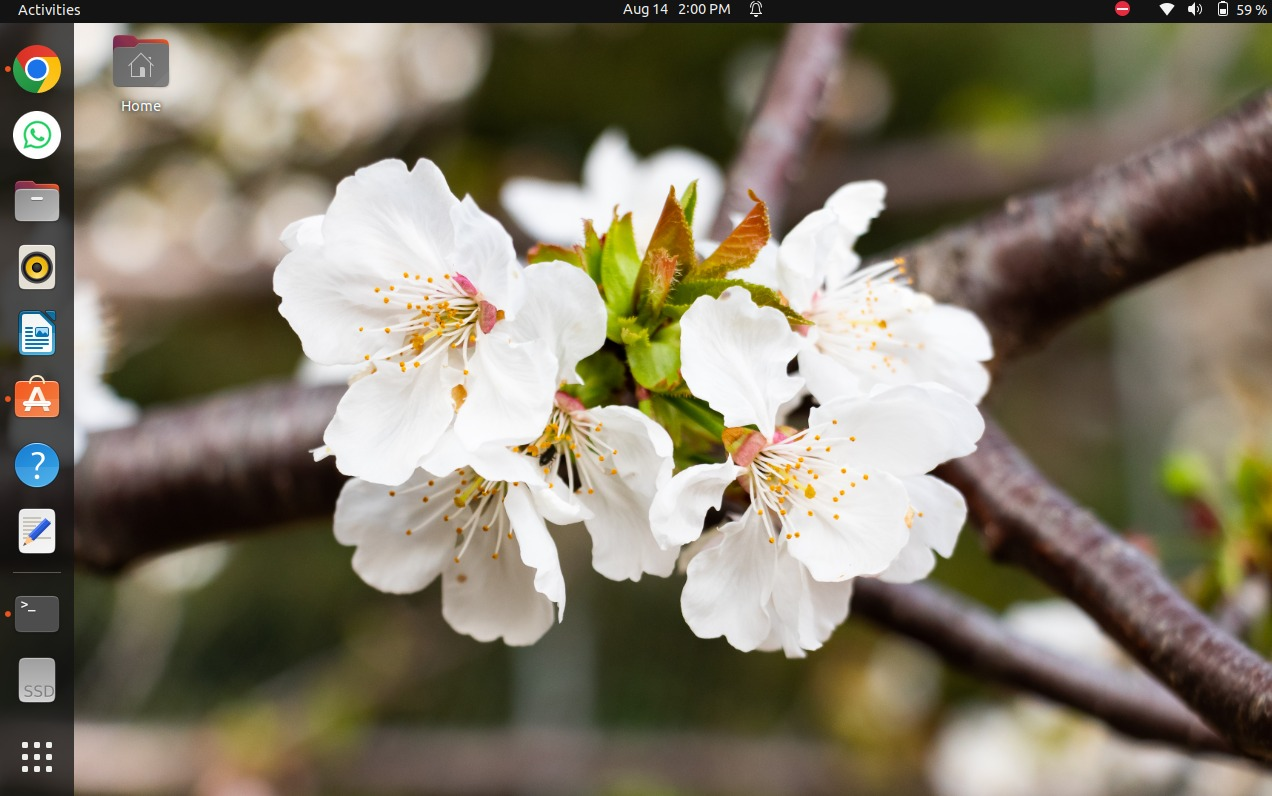 Activities
Aug 14 2:00 PM
59 %
Home
>_
SSD